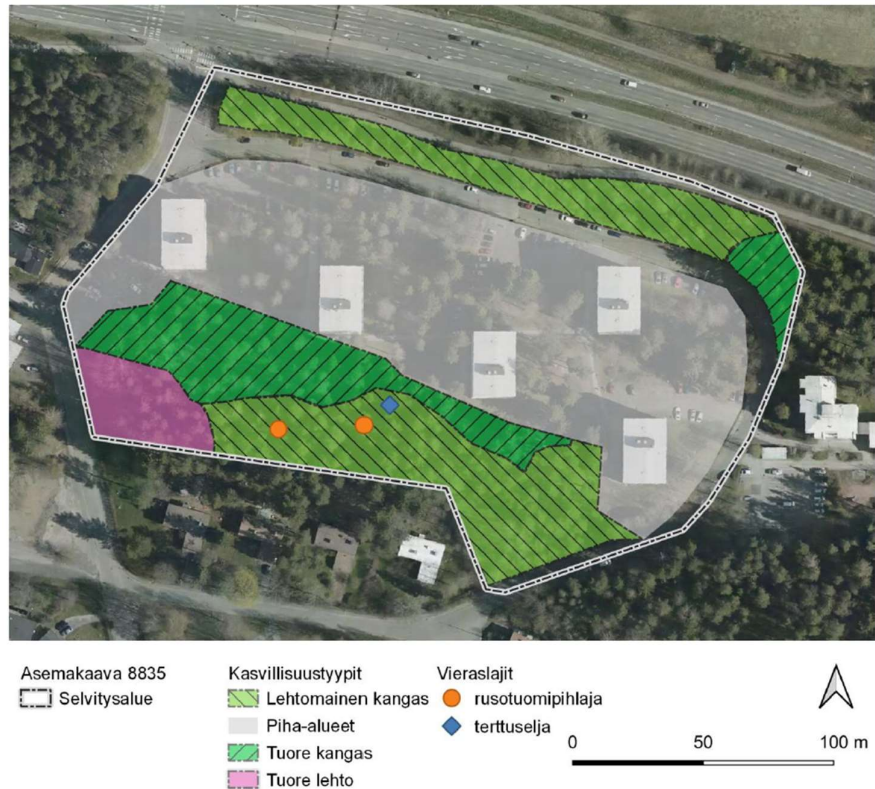 Asemakaava 8835
Selvitysalue
Kasvillisuustyypit
Lehtomainen kangas
Piha-alueet
Tuore kangas
Tuore lehto
Vieraslajit
rusotuomipihlaja
terttuselja
0 50 100 m